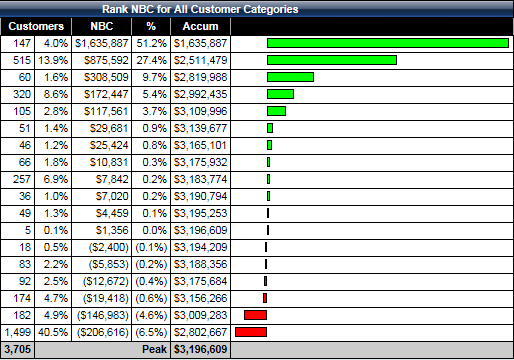 Rank NBC for All Customer Categories
Customers NBC % Accum
147 4.0% $1,635,887 51.2% $1,635,887
515 13.9% $875,592 27.4% $2,511,479
60 1.6% $308,509 9.7% $2,819,988
320 8.6% $172,447 5.4% $2,992,435
105 2.8% $117,561 3.7% $3,109,996
51 1.4% $29,681 0.9% $3,139,677
46 1.2% $25,424 0.8% $3,165,101
66 1.8% $10,831 0.3% $3,175,932
257 6.9% $7,842 0.2% $3,183,774
36 1.0% $7,020 0.2% $3,190,794
49 1.3% $4,459 0.1% $3,195,253
5 0.1% $1,356 0.0% $3,196,609
18 0.5% ($2,400) (0.1%) $3,194,209
83 2.2% ($5,853) (0.2%) $3,188,356
92 2.5% ($12,672) (0.4%) $3,175,684
174 4.7% ($19,418) (0.6%) $3,156,266
182 4.9% ($146,983) (4.6%) $3,009,283
1,499 40.5% ($206,616) (6.5%) $2,802,667
3,705 Peak $3,196,609